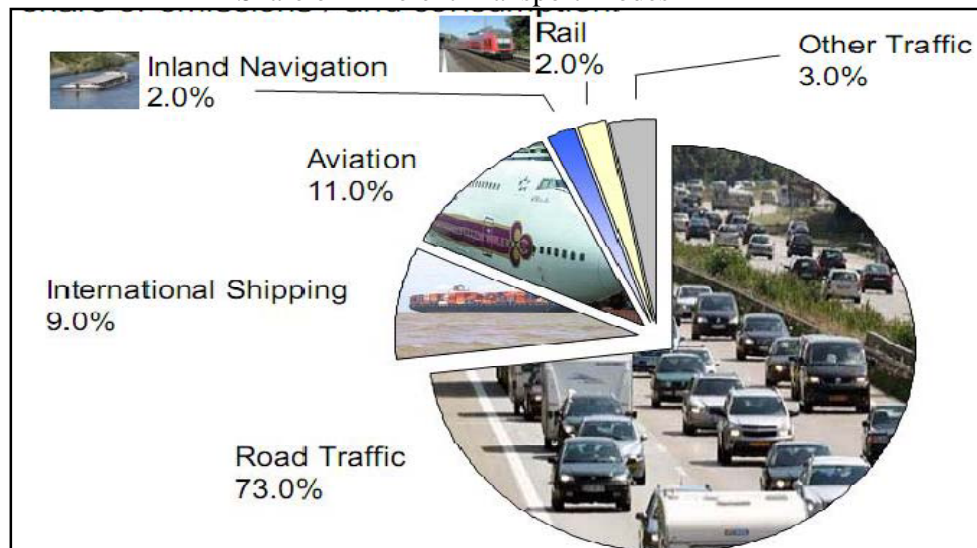 Rail
2.0%
Other Traffic
3.0%
Inland Navigation
2.0%
Aviation
11.0%
International Shipping
9.0%
Road Traffic
73.0%